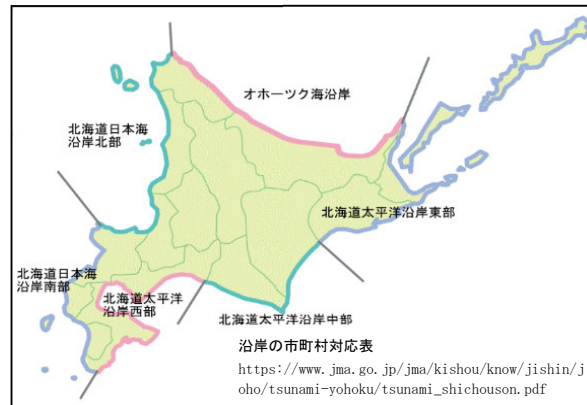 オホーツク海沿岸
北海道日本海
沿岸北部
北海道太平洋沿岸東部
北海道日本海
沿岸南部
北海道太平洋
沿岸西部
北海道太平洋沿岸中部
沿岸の市町村対応表
https://www.jma.go.jp/jma/kishou/know/jishin/j
oho/tsunami-yohoku/tsunami_shichouson.pdf